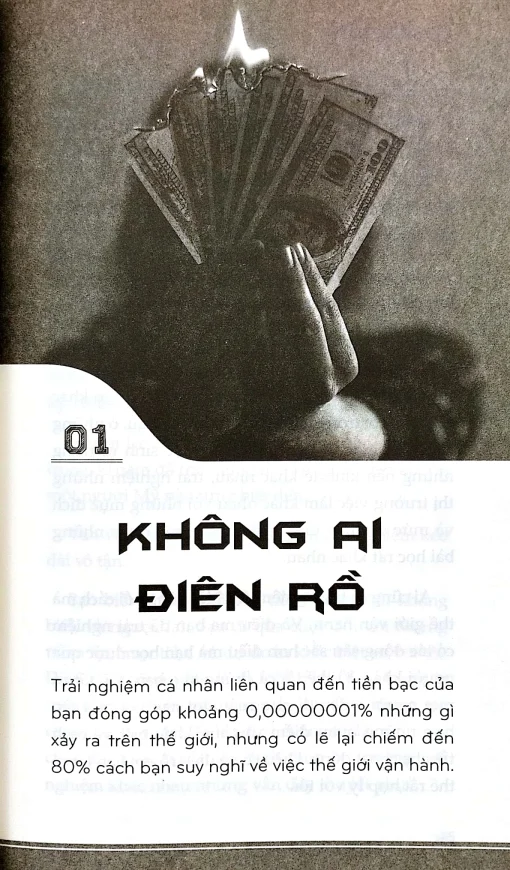 01
KHÔNG AI
ĐIÊN RỒ
Trải nghiệm cá nhân liên quan đến tiền bạc của
bạn đóng góp khoảng 0,00000001% những gì
xảy ra trên thế giới, nhưng có lẽ lại chiếm đến
80% cách bạn suy nghĩ về việc thế giới vận hành.